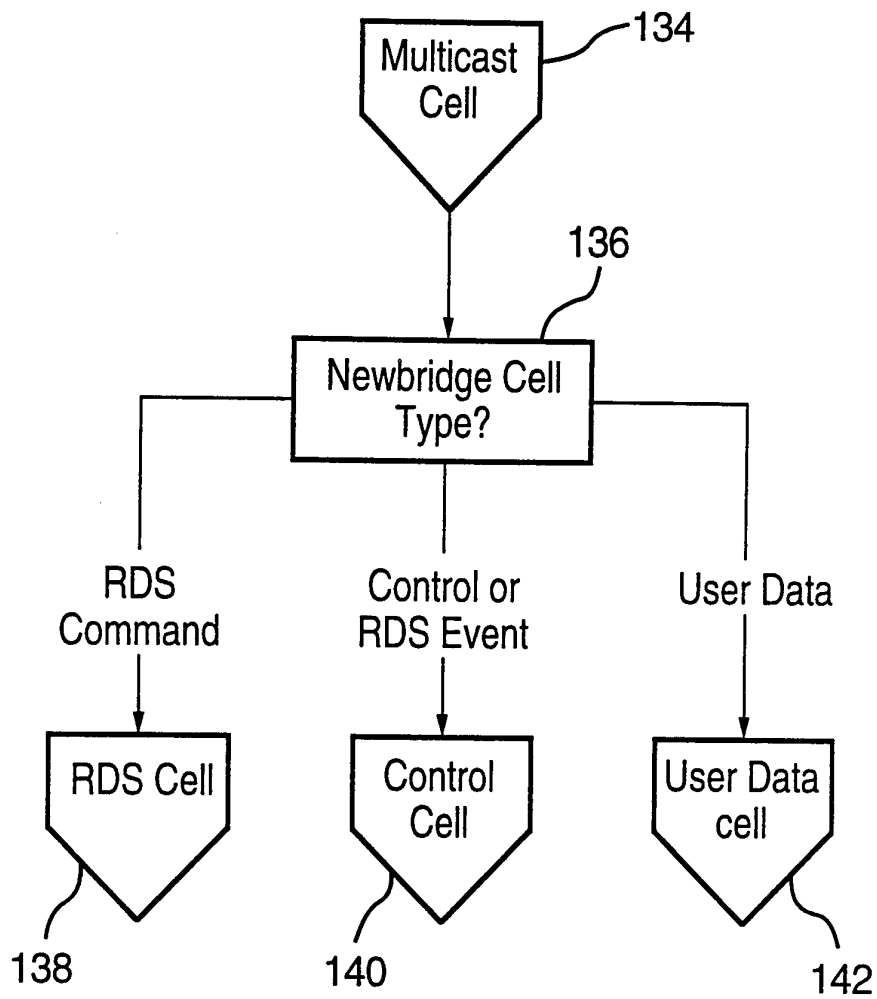 134
Multicast
Cell
136
Newbridge Cell
Type?
RDS
Command
Control or
RDS Event
User Data
RDS Cell
Control
Cell
User Data
cell
138
140
142